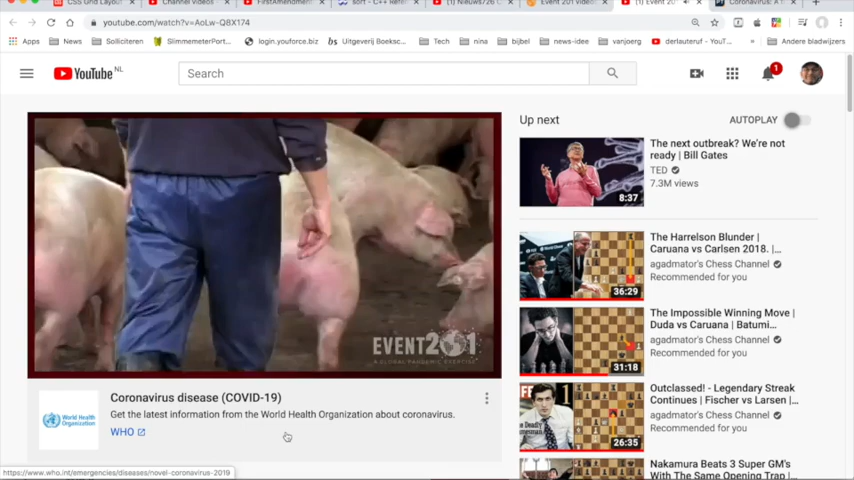 CSS Grid Layout
Channel videos
FirstAmendment
sort - C++ Refer
(1) Nieuws726 C
Event 201 Videos
(1) Event 201
Coronavirus: A t
youtube.com/watch?v=AoLw-Q8X174
Apps
News
Solliciteren
SlimmemeterPort...
login.youforce.biz
Uitgeverij Boeksc...
Tech
nina
bijbel
news-idee
vanjoerg
derlauteruf - YouT...
Andere bladwijzers
YouTube NL
Search
1
EVENT 201
A GLOBAL PANDEMIC EXERCISE
Coronavirus disease (COVID-19)
World Health
Organization
Get the latest information from the World Health Organization about coronavirus.
WHO
https://www.who.int/emergencies/diseases/novel-coronavirus-2019
Up next
AUTOPLAY
8:37
The next outbreak? We're not
ready | Bill Gates
TED
7.3M views
36:29
The Harrelson Blunder |
Caruana vs Carlsen 2018. |...
agadmator's Chess Channel
Recommended for you
31:18
The Impossible Winning Move |
Duda vs Caruana | Batumi...
agadmator's Chess Channel
Recommended for you
26:35
Outclassed! - Legendary Streak
Continues | Fischer vs Larsen |...
agadmator's Chess Channel
Recommended for you
Nakamura Beats 3 Super GM's
With The Same Opening Trap |